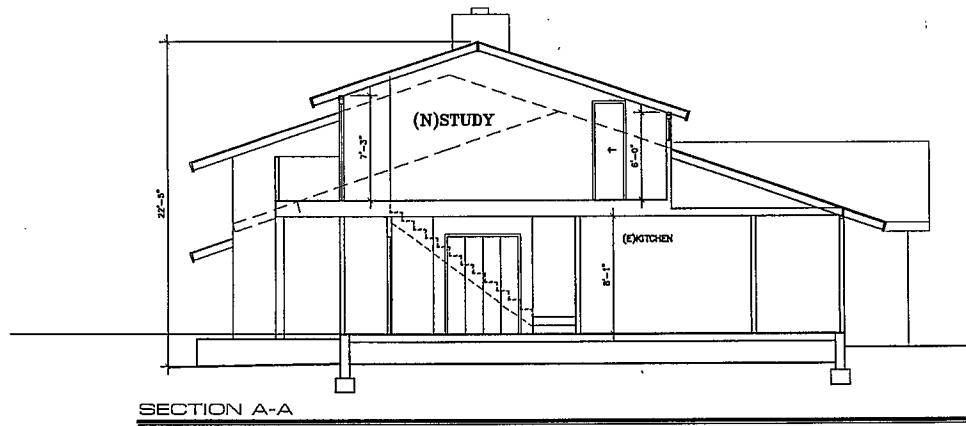 (N)STUDY
7'-3"
6'-0"
22'-5"
(E)KITCHEN
8'-1"
SECTION A-A